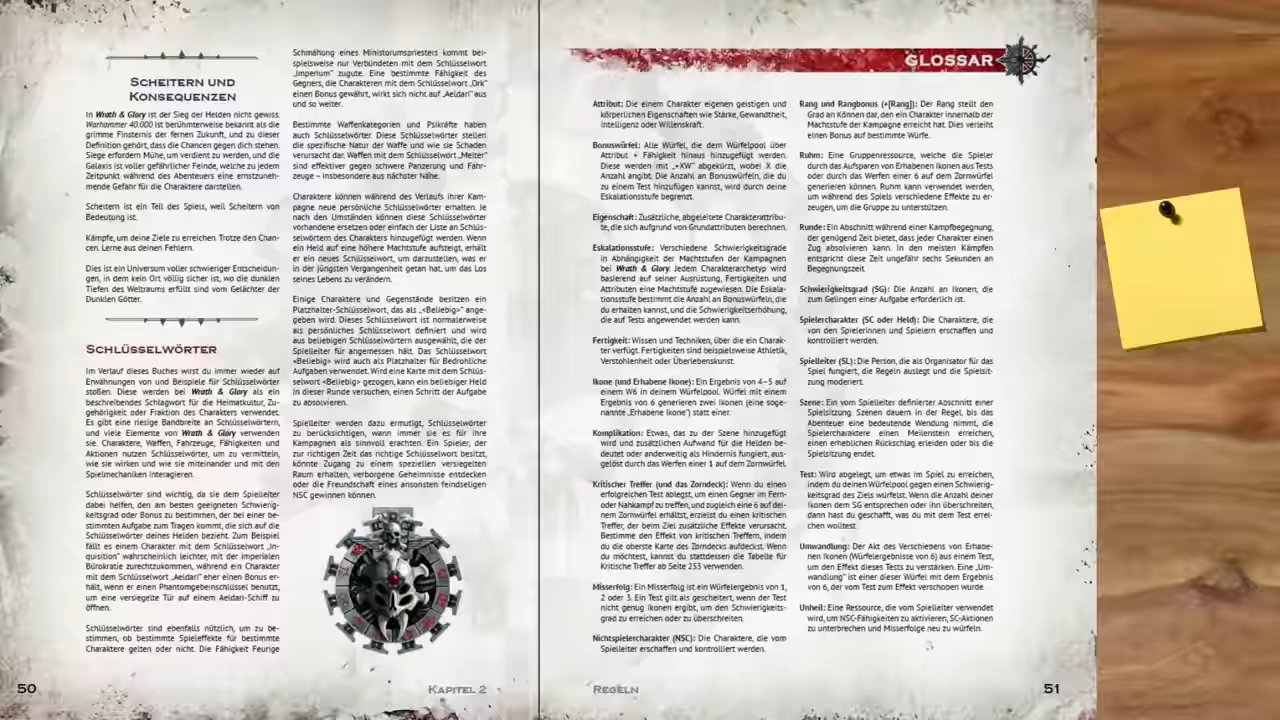 Scheitern und
Konsequenzen
In Wrath & Glory ist der Sieg der Helden nicht gewiss.
Warhammer 40.000 ist berühmterweise bekannt als die
grimme Finsternis der fernen Zukunft, und zu dieser
Definition gehört, dass die Chancen gegen dich stehen.
Siege erfordern Mühe, um verdient zu werden, und die
Galaxis ist voller gefährlicher Feinde, welche zu jedem
Zeitpunkt während des Abenteuers eine ernstzuneh-
mende Gefahr für die Charaktere darstellen.
Scheitern ist ein Teil des Spiels, weil Scheitern von
Bedeutung ist.
Kämpfe, um deine Ziele zu erreichen. Trotze den Chan-
cen. Lerne aus deinen Fehlern.
Dies ist ein Universum voller schwieriger Entscheidun-
gen, in dem kein Ort völlig sicher ist, wo die dunklen
Tiefen des Weltraums erfüllt sind vom Gelächter der
Dunklen Götter.
Schlüsselwörter
Im Verlauf dieses Buches wirst du immer wieder auf
Erwähnungen von und Beispiele für Schlüsselwörter
stoßen. Diese werden bei Wrath & Glory als ein
beschreibendes Schlagwort für die Heimatkultur, Zu-
gehörigkeit oder Fraktion des Charakters verwendet.
Es gibt eine riesige Bandbreite an Schlüsselwörtern,
und viele Elemente von Wrath & Glory verwenden
sie. Charaktere, Waffen, Fahrzeuge, Fähigkeiten und
Aktionen nutzen Schlüsselwörter, um zu vermitteln,
wie sie wirken und wie sie miteinander und mit den
Spielmechaniken interagieren.
Schlüsselwörter sind wichtig, da sie dem Spielleiter
dabei helfen, den am besten geeigneten Schwierig-
keitsgrad oder Bonus zu bestimmen, der bei einer be-
stimmten Aufgabe zum Tragen kommt, die sich auf die
Schlüsselwörter deines Helden bezieht. Zum Beispiel
fällt es einem Charakter mit dem Schlüsselwort „In-
quisition“ wahrscheinlich leichter, mit der imperialen
Bürokratie zurechtzukommen, während ein Charakter
mit dem Schlüsselwort „Aeldari“ eher einen Bonus er-
hält, wenn er einen Phantomgebeinschlüssel benutzt,
um eine versiegelte Tür auf einem Aeldari-Schiff zu
öffnen.
Schlüsselwörter sind ebenfalls nützlich, um zu be-
stimmen, ob bestimmte Spieleffekte für bestimmte
Charaktere gelten oder nicht. Die Fähigkeit Feurige
Schmähung eines Ministorumspriesters kommt bei-
spielsweise nur Verbündeten mit dem Schlüsselwort
„Imperium“ zugute. Eine bestimmte Fähigkeit des
Gegners, die Charakteren mit dem Schlüsselwort „Ork“
einen Bonus gewährt, wirkt sich nicht auf „Aeldari“ aus
und so weiter.
Bestimmte Waffenkategorien und Psikräfte haben
auch Schlüsselwörter. Diese Schlüsselwörter stellen
die spezifische Natur der Waffe und wie sie Schaden
verursacht dar. Waffen mit dem Schlüsselwort „Melter“
sind effektiver gegen schwere Panzerung und Fahr-
zeuge – insbesondere aus nächster Nähe.
Charaktere können während des Verlaufs ihrer Kam-
pagne neue persönliche Schlüsselwörter erhalten. Je
nach den Umständen können diese Schlüsselwörter
vorhandene ersetzen oder einfach der Liste an Schlüs-
selwörtern des Charakters hinzugefügt werden. Wenn
ein Held auf eine höhere Machtstufe aufsteigt, erhält
er ein neues Schlüsselwort, um darzustellen, was er
in der jüngsten Vergangenheit getan hat, um das Los
seines Lebens zu verändern.
Einige Charaktere und Gegenstände besitzen ein
Platzhalter-Schlüsselwort, das als „<Beliebig>“ ange-
geben wird. Dieses Schlüsselwort ist normalerweise
als persönliches Schlüsselwort definiert und wird
aus beliebigen Schlüsselwörtern ausgewählt, die der
Spielleiter für angemessen hält. Das Schlüsselwort
<Beliebig> wird auch als Platzhalter für Bedrohliche
Aufgaben verwendet. Wird eine Karte mit dem Schlüs-
selwort <Beliebig> gezogen, kann ein beliebiger Held
in dieser Runde versuchen, einen Schritt der Aufgabe
zu absolvieren.
Spielleiter werden dazu ermutigt, Schlüsselwörter
zu berücksichtigen, wann immer sie es für ihre
Kampagnen als sinnvoll erachten. Ein Spieler, der
zur richtigen Zeit das richtige Schlüsselwort besitzt,
könnte Zugang zu einem speziellen versiegelten
Raum erhalten, verborgene Geheimnisse entdecken
oder die Freundschaft eines ansonsten feindseligen
NSC gewinnen können.
50
Kapitel 2
Glossar
Attribut: Die einem Charakter eigenen geistigen und
körperlichen Eigenschaften wie Stärke, Gewandtheit,
Intelligenz oder Willenskraft.
Bonuswürfel: Alle Würfel, die dem Würfelpool über
Attribut + Fähigkeit hinaus hinzugefügt werden.
Diese werden mit „+XW“ abgekürzt, wobei X die
Anzahl angibt. Die Anzahl an Bonuswürfeln, die du
zu einem Test hinzufügen kannst, wird durch deine
Eskalationsstufe begrenzt.
Eigenschaft: Zusätzliche, abgeleitete Charakterattribu-
te, die sich aufgrund von Grundattributen berechnen.
Eskalationsstufe: Verschiedene Schwierigkeitsgrade
in Abhängigkeit der Machtstufen der Kampagnen
bei Wrath & Glory. Jedem Charakterarchetyp wird
basierend auf seiner Ausrüstung, Fertigkeiten und
Attributen eine Machtstufe zugewiesen. Die Eskala-
tionsstufe bestimmt die Anzahl an Bonuswürfeln, die
du erhalten kannst, und die Schwierigkeitserhöhung,
die auf Tests angewendet werden kann.
Fertigkeit: Wissen und Techniken, über die ein Charak-
ter verfügt. Fertigkeiten sind beispielsweise Athletik,
Verstohlenheit oder Überlebenskunst.
Ikone (und Erhabene Ikone): Ein Ergebnis von 4–5 auf
einem W6 in deinem Würfelpool. Würfel mit einem
Ergebnis von 6 generieren zwei Ikonen (eine soge-
nannte „Erhabene Ikone“) statt einer.
Komplikation: Etwas, das zu der Szene hinzugefügt
wird und zusätzlichen Aufwand für die Helden be-
deutet oder anderweitig als Hindernis fungiert, aus-
gelöst durch das Werfen einer 1 auf dem Zornwürfel.
Kritischer Treffer (und das Zorndeck): Wenn du einen
erfolgreichen Test ablegst, um einen Gegner im Fern-
oder Nahkampf zu treffen, und zugleich eine 6 auf dei-
nem Zornwürfel erhältst, erzielst du einen kritischen
Treffer, der beim Ziel zusätzliche Effekte verursacht.
Bestimme den Effekt von kritischen Treffern, indem
du die oberste Karte des Zorndecks aufdeckst. Wenn
du möchtest, kannst du stattdessen die Tabelle für
Kritische Treffer ab Seite 253 verwenden.
Misserfolg: Ein Misserfolg ist ein Würfelergebnis von 1,
2 oder 3. Ein Test gilt als gescheitert, wenn der Test
nicht genug Ikonen ergibt, um den Schwierigkeits-
grad zu erreichen oder zu überschreiten.
Nichtspielercharakter (NSC): Die Charaktere, die vom
Spielleiter erschaffen und kontrolliert werden.
Rang und Rangbonus (+[Rang]): Der Rang stellt den
Grad an Können dar, den ein Charakter innerhalb der
Machstufe der Kampagne erreicht hat. Dies verleiht
einen Bonus auf bestimmte Würfe.
Ruhm: Eine Gruppenressource, welche die Spieler
durch das Aufsparen von Erhabenen Ikonen aus Tests
oder durch das Werfen einer 6 auf dem Zornwürfel
generieren können. Ruhm kann verwendet werden,
um während des Spiels verschiedene Effekte zu er-
zeugen, um die Gruppe zu unterstützen.
Runde: Ein Abschnitt während einer Kampfbegegnung,
der genügend Zeit bietet, dass jeder Charakter einen
Zug absolvieren kann. In den meisten Kämpfen
entspricht diese Zeit ungefähr sechs Sekunden an
Begegnungszeit.
Schwierigkeitsgrad (SG): Die Anzahl an Ikonen, die
zum Gelingen einer Aufgabe erforderlich ist.
Spielercharakter (SC oder Held): Die Charaktere, die
von den Spielerinnen und Spielern erschaffen und
kontrolliert werden.
Spielleiter (SL): Die Person, die als Organisator für das
Spiel fungiert, die Regeln auslegt und die Spielsit-
zung moderiert.
Szene: Ein vom Spielleiter definierter Abschnitt einer
Spielsitzung. Szenen dauern in der Regel, bis das
Abenteuer eine bedeutende Wendung nimmt, die
Spielercharaktere einen Meilenstein erreichen,
einen erheblichen Rückschlag erleiden oder bis die
Spielsitzung endet.
Test: Wird abgelegt, um etwas im Spiel zu erreichen,
indem du deinen Würfelpool gegen einen Schwierig-
keitsgrad des Ziels würfelst. Wenn die Anzahl deiner
Ikonen dem SG entsprechen oder ihn überschreiten,
dann hast du geschafft, was du mit dem Test errei-
chen wolltest.
Umwandlung: Der Akt des Verschiebens von Erhabe-
nen Ikonen (Würfelergebnisse von 6) aus einem Test,
um den Effekt dieses Tests zu verstärken. Eine „Um-
wandlung“ ist einer dieser Würfel mit dem Ergebnis
von 6, der vom Test zum Effekt verschoben wurde.
Unheil: Eine Ressource, die vom Spielleiter verwendet
wird, um NSC-Fähigkeiten zu aktivieren, SC-Aktionen
zu unterbrechen und Misserfolge neu zu würfeln.
Regeln
51